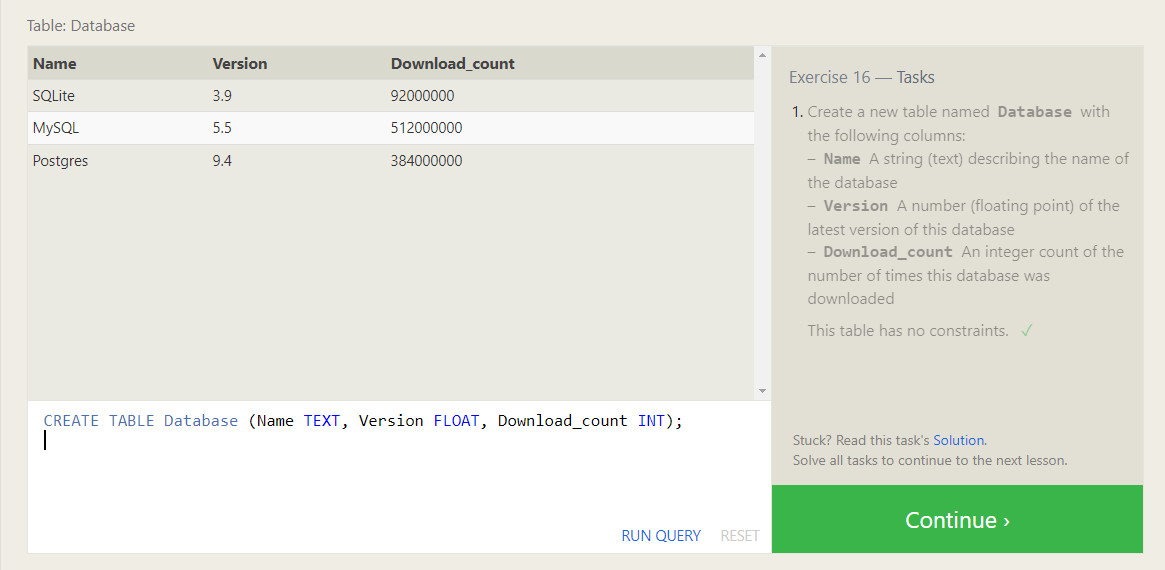 Table: Database
Name Version Download_count
SQLite 3.9 92000000
MySQL 5.5 512000000
Postgres 9.4 384000000
CREATE TABLE Database (Name TEXT, Version FLOAT, Download_count INT);
RUN QUERY RESET
Exercise 16 — Tasks
1. Create a new table named Database with
the following columns:
– Name A string (text) describing the name of
the database
– Version A number (floating point) of the
latest version of this database
– Download_count An integer count of the
number of times this database was
downloaded
This table has no constraints. ✓
Stuck? Read this task's Solution.
Solve all tasks to continue to the next lesson.
Continue ›